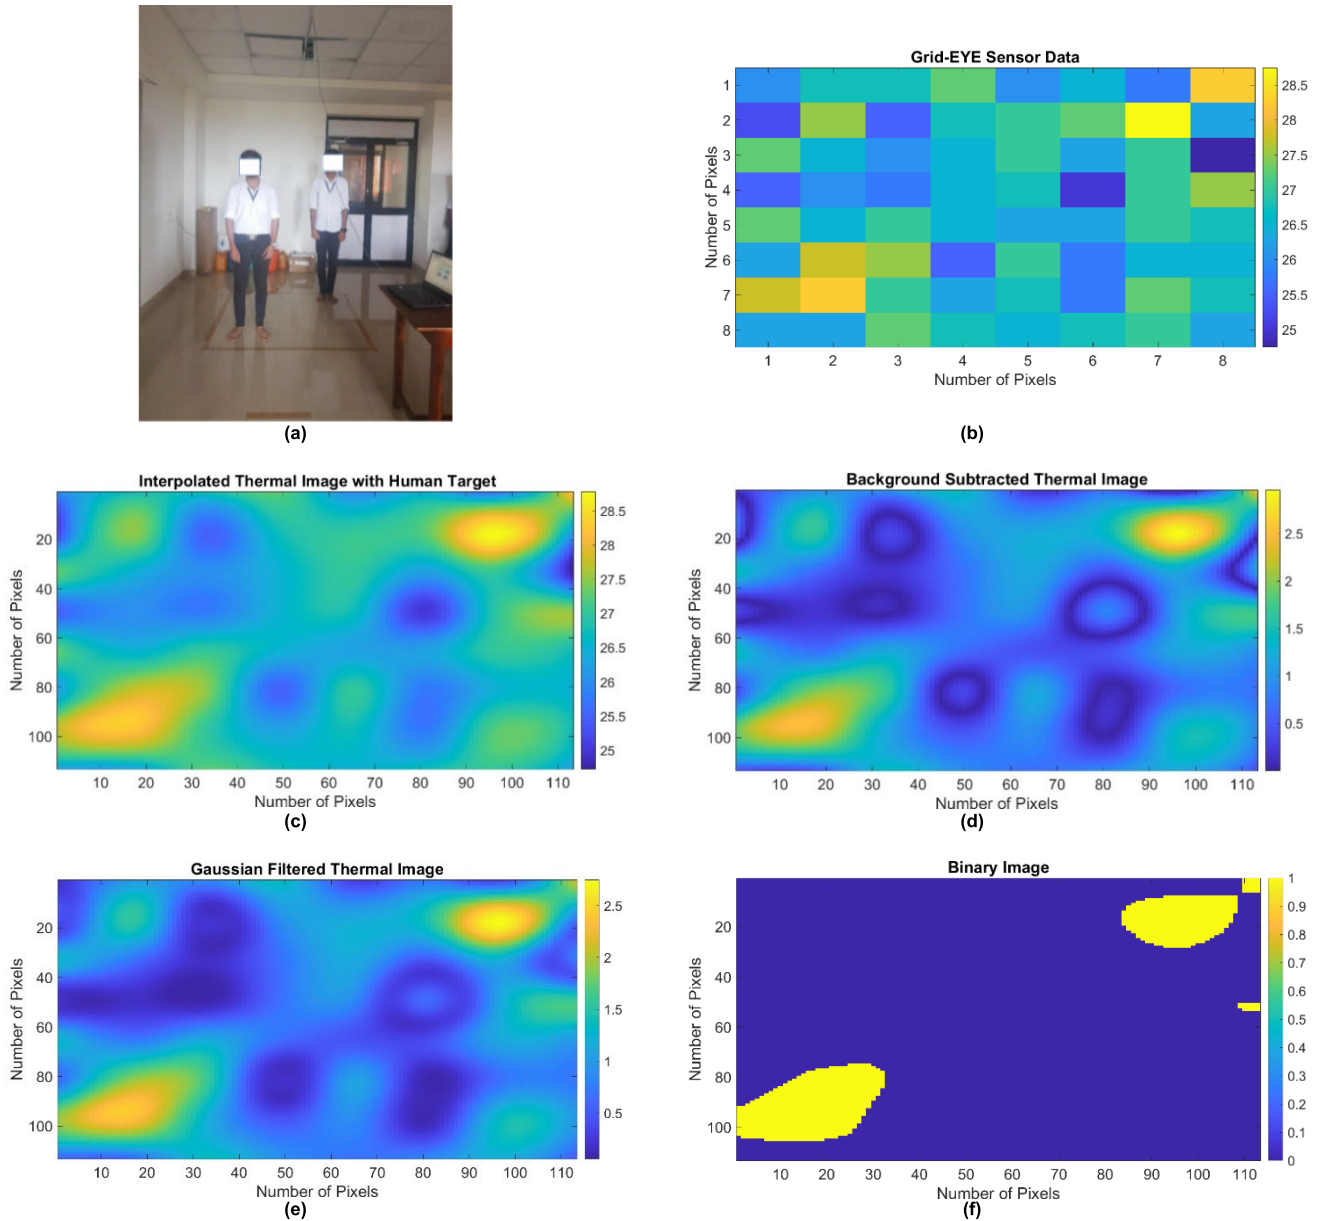 Grid-EYE Sensor Data
Number of Pixels
1
2
3
4
5
6
7
8
1 2 3 4 5 6 7 8
Number of Pixels
28.5
28
27.5
27
26.5
26
25.5
25
(a)
(b)
Interpolated Thermal Image with Human Target
Number of Pixels
20
40
60
80
100
10 20 30 40 50 60 70 80 90 100 110
Number of Pixels
28.5
28
27.5
27
26.5
26
25.5
25
(c)
Background Subtracted Thermal Image
Number of Pixels
20
40
60
80
100
10 20 30 40 50 60 70 80 90 100 110
Number of Pixels
2.5
2
1.5
1
0.5
(d)
Gaussian Filtered Thermal Image
Number of Pixels
20
40
60
80
100
10 20 30 40 50 60 70 80 90 100 110
Number of Pixels
2.5
2
1.5
1
0.5
(e)
Binary Image
Number of Pixels
20
40
60
80
100
10 20 30 40 50 60 70 80 90 100 110
Number of Pixels
1
0.9
0.8
0.7
0.6
0.5
0.4
0.3
0.2
0.1
0
(f)